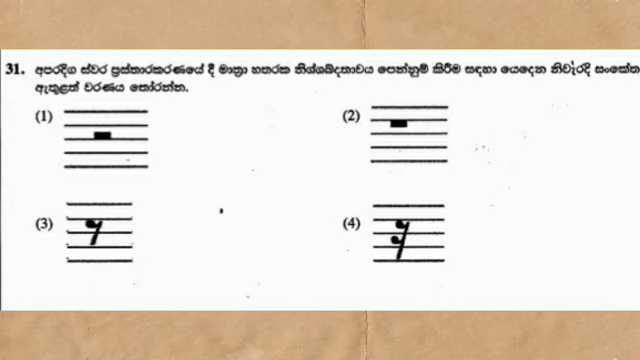 31. අපරදිග ස්වර ප්‍රස්තාරකරණයේ දී මාත්‍රා හතරක නිශ්ශබ්දතාවය පෙන්නුම් කිරීම සඳහා යෙදෙන නිවැරදි සංකේත
ඇතුළත් වරණය තෝරන්න.
(1) (2)
(3) (4)